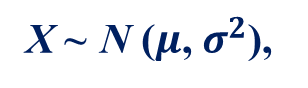 X ~ N (μ, σ²),